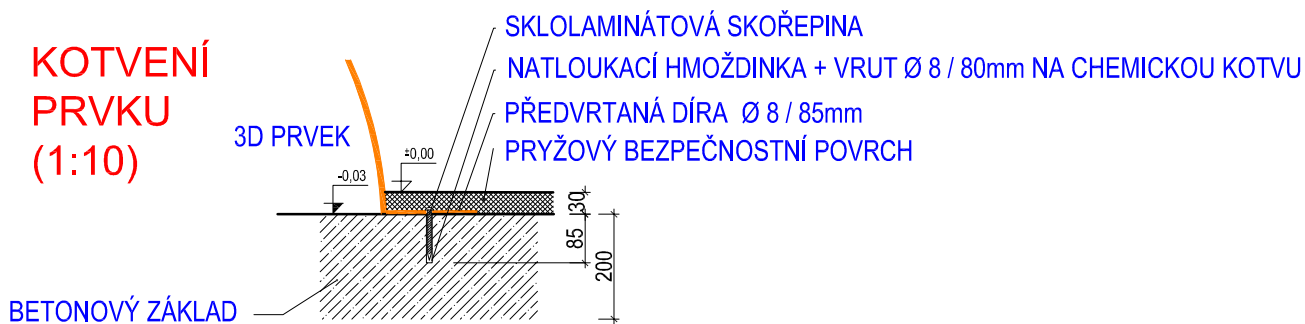 KOTVENÍ
PRVKU
(1:10)
SKLOLAMINÁTOVÁ SKOŘEPINA
NATLOUKACÍ HMOŽDINKA + VRUT Ø 8 / 80mm NA CHEMICKOU KOTVU
PŘEDVRTANÁ DÍRA Ø 8 / 85mm
PRYŽOVÝ BEZPEČNOSTNÍ POVRCH
3D PRVEK
±0,00
-0,03
30
85
200
BETONOVÝ ZÁKLAD